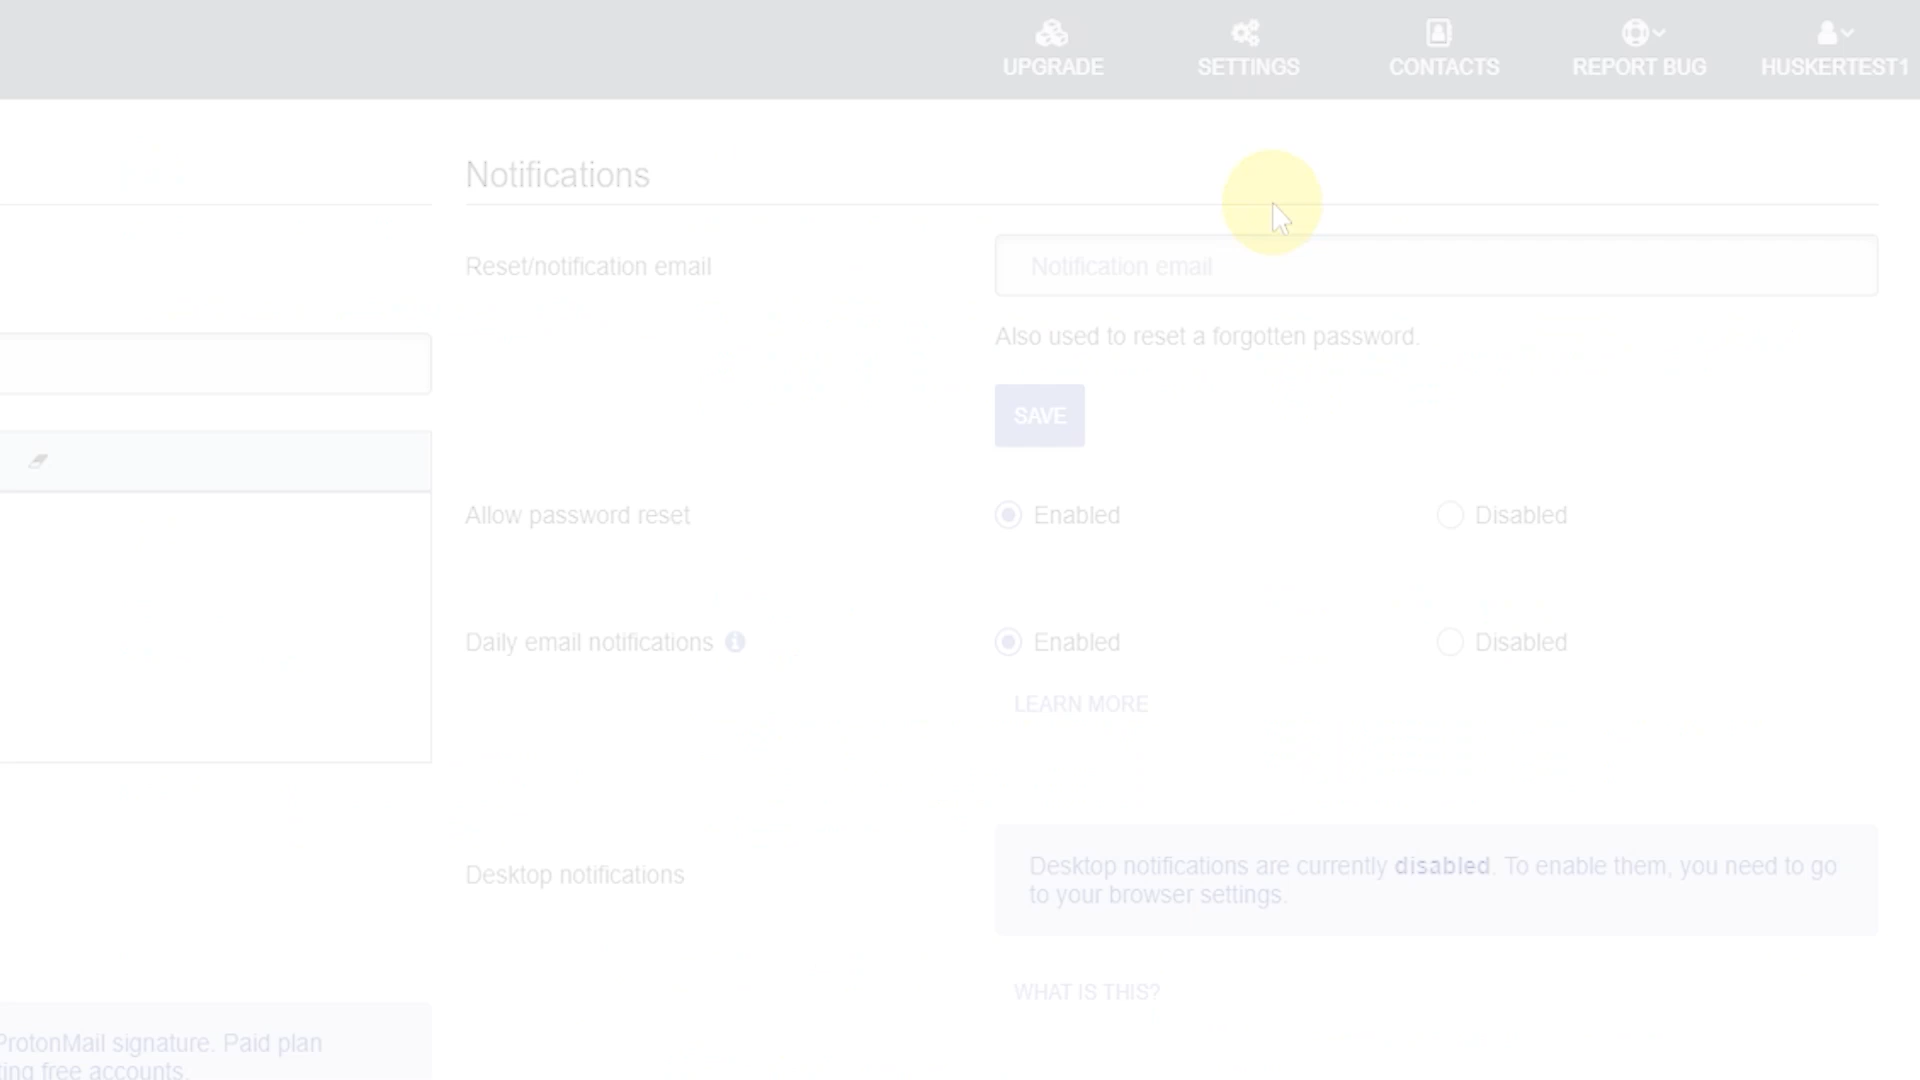 UPGRADE
SETTINGS
CONTACTS
REPORT BUG
HUSKERTEST1
Notifications
Reset/notification email
Notification email
Also used to reset a forgotten password.
SAVE
Allow password reset
Enabled
Disabled
Daily email notifications
Enabled
Disabled
LEARN MORE
Desktop notifications
Desktop notifications are currently disabled. To enable them, you need to go
to your browser settings.
WHAT IS THIS?
ProtonMail signature. Paid plan
ting free accounts.